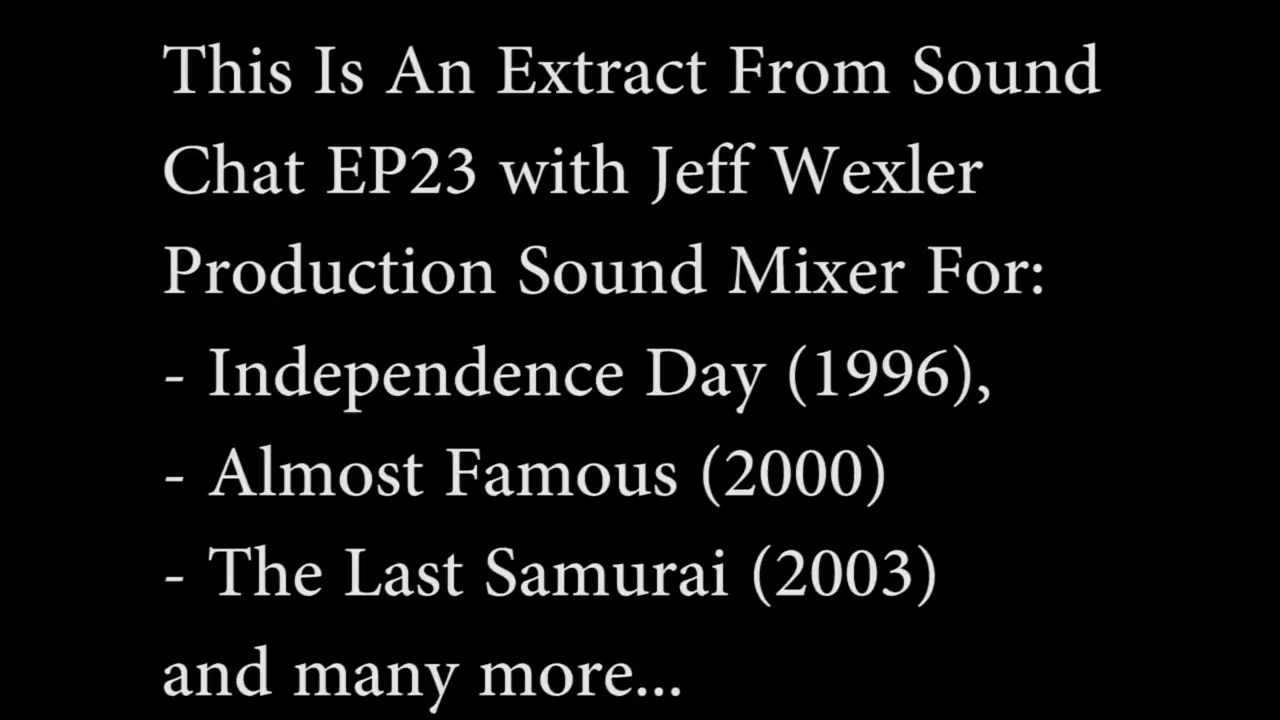 This Is An Extract From Sound
Chat EP23 with Jeff Wexler
Production Sound Mixer For:
- Independence Day (1996),
- Almost Famous (2000)
- The Last Samurai (2003)
and many more...